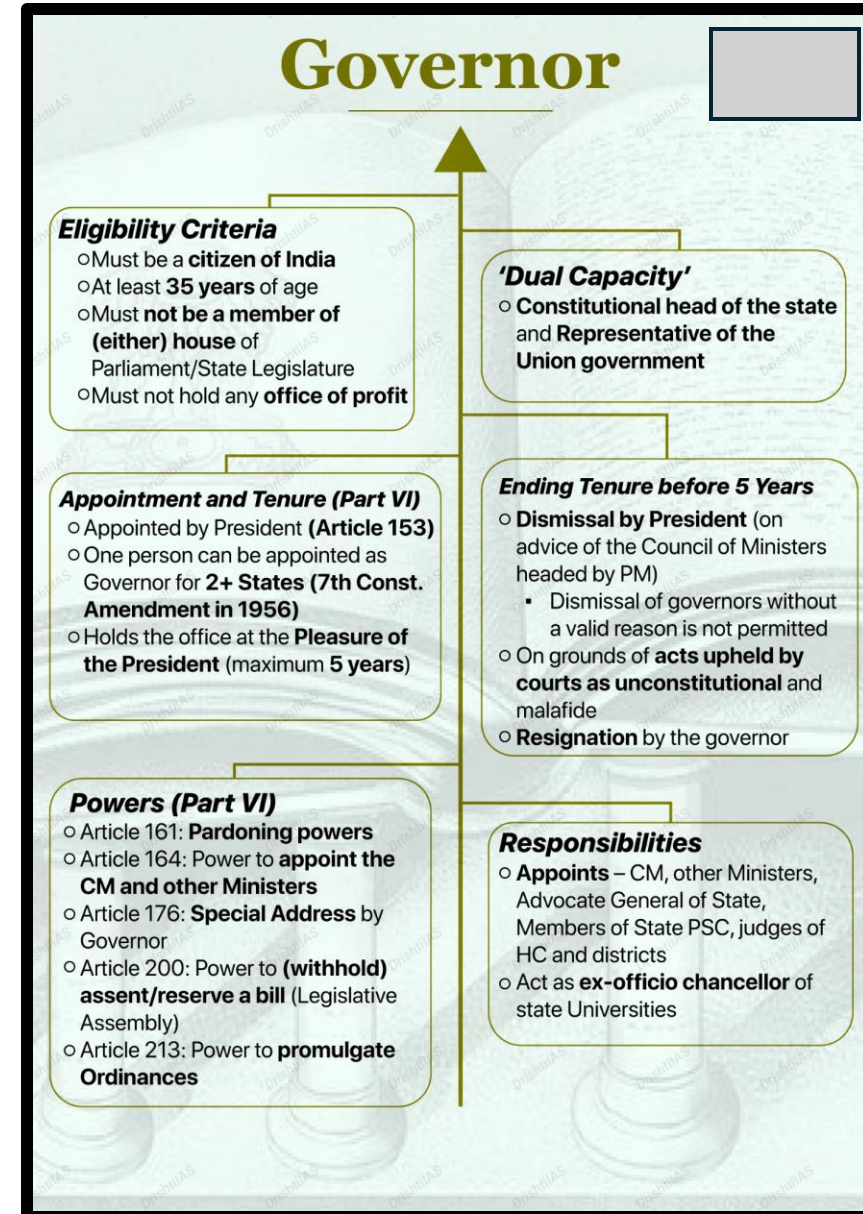 Governor
Eligibility Criteria
Must be a citizen of India
At least 35 years of age
Must not be a member of
(either) house of
Parliament/State Legislature
Must not hold any office of profit
'Dual Capacity'
Constitutional head of the state
and Representative of the
Union government
Appointment and Tenure (Part VI)
Appointed by President (Article 153)
One person can be appointed as
Governor for 2+ States (7th Const.
Amendment in 1956)
Holds the office at the Pleasure of
the President (maximum 5 years)
Ending Tenure before 5 Years
Dismissal by President (on
advice of the Council of Ministers
headed by PM)
Dismissal of governors without
a valid reason is not permitted
On grounds of acts upheld by
courts as unconstitutional and
malafide
Resignation by the governor
Powers (Part VI)
Article 161: Pardoning powers
Article 164: Power to appoint the
CM and other Ministers
Article 176: Special Address by
Governor
Article 200: Power to (withhold)
assent/reserve a bill (Legislative
Assembly)
Article 213: Power to promulgate
Ordinances
Responsibilities
Appoints – CM, other Ministers,
Advocate General of State,
Members of State PSC, judges of
HC and districts
Act as ex-officio chancellor of
state Universities
DrishtiIAS